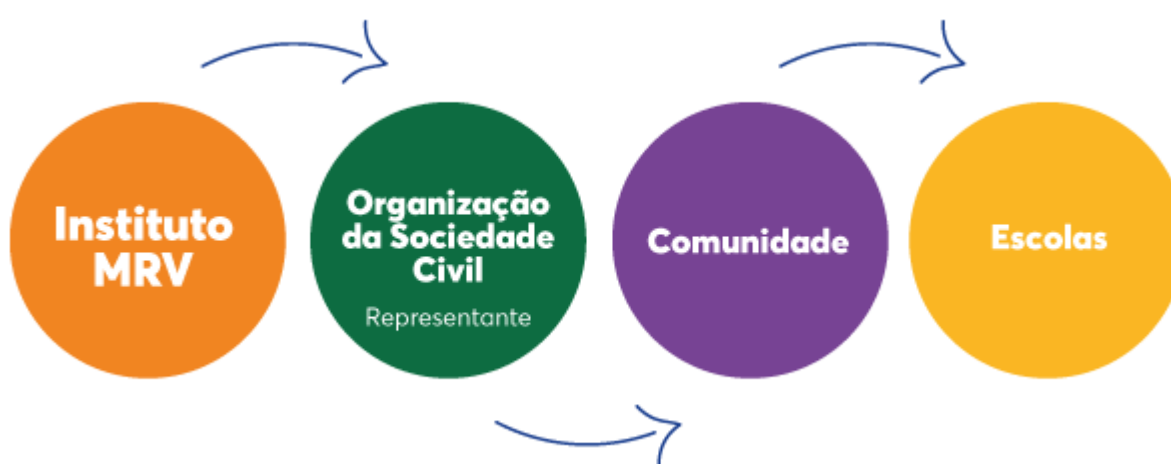 Instituto
MRV
Organização
da Sociedade
Civil
Representante
Comunidade
Escolas